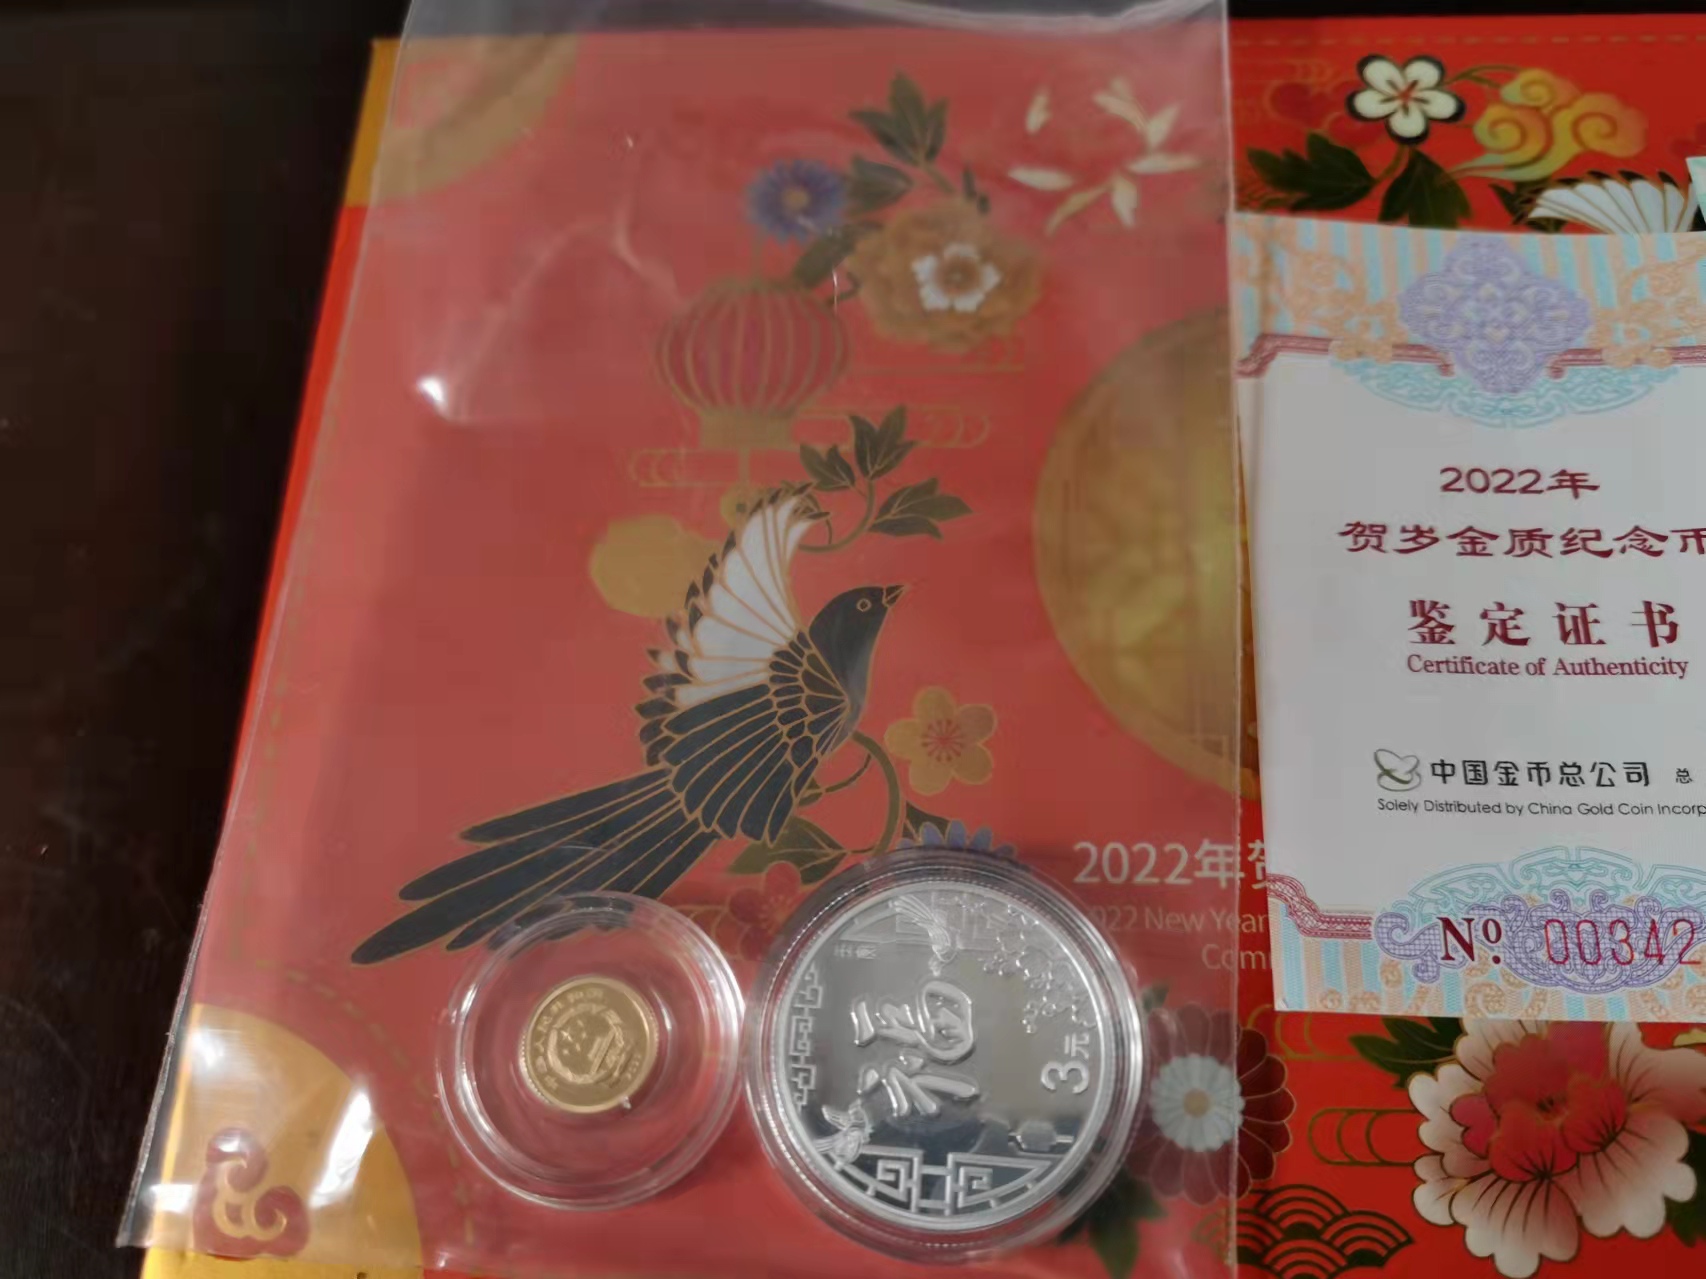 2022年
贺岁金质纪念币
鉴定证书
Certificate of Authenticity
中国金币总公司 总
Solely Distributed by China Gold Coin Incorp
No. 00342
2022年贺
2022 New Year
Com
福
3元